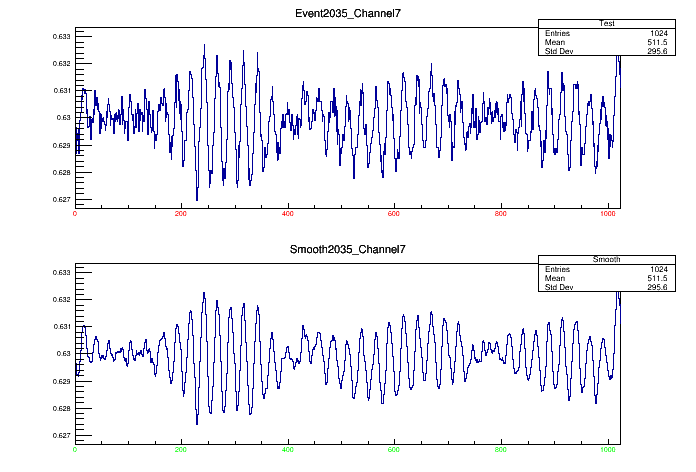 Event2035_Channel7
Test
Entries 1024
Mean 511.5
Std Dev 295.6
0.633
0.632
0.631
0.63
0.629
0.628
0.627
0 200 400 600 800 1000
Smooth2035_Channel7
Smooth
Entries 1024
Mean 511.5
Std Dev 295.6
0.633
0.632
0.631
0.63
0.629
0.628
0.627
0 200 400 600 800 1000